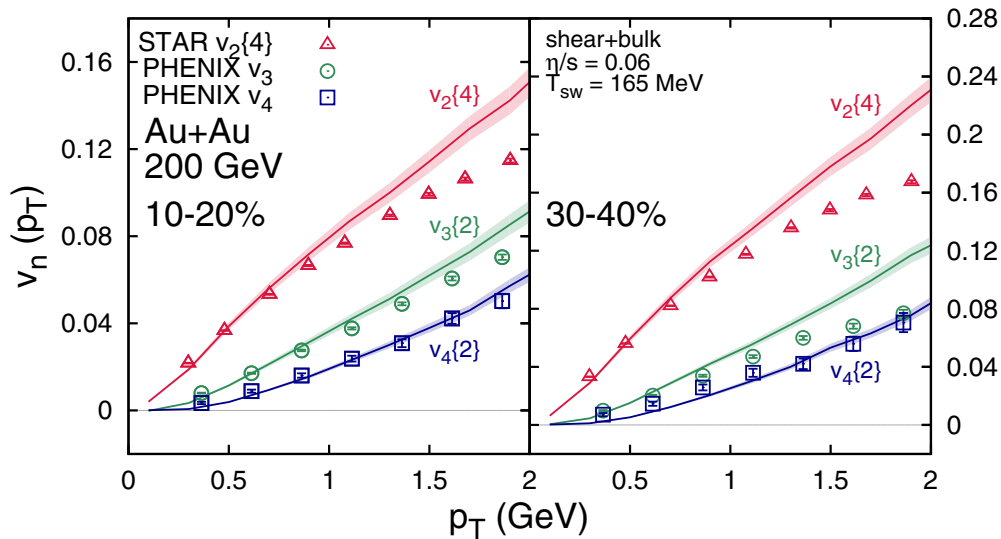 STAR v2{4}
PHENIX v3
PHENIX v4
Au+Au
200 GeV
10-20%
v2{4}
v3{2}
v4{2}
shear+bulk
η/s = 0.06
Tsw = 165 MeV
30-40%
v2{4}
v3{2}
v4{2}
vn (pT)
0.16
0.12
0.08
0.04
0
0.28
0.24
0.2
0.16
0.12
0.08
0.04
0
0 0.5 1 1.5 2 0.5 1 1.5 2
pT (GeV)